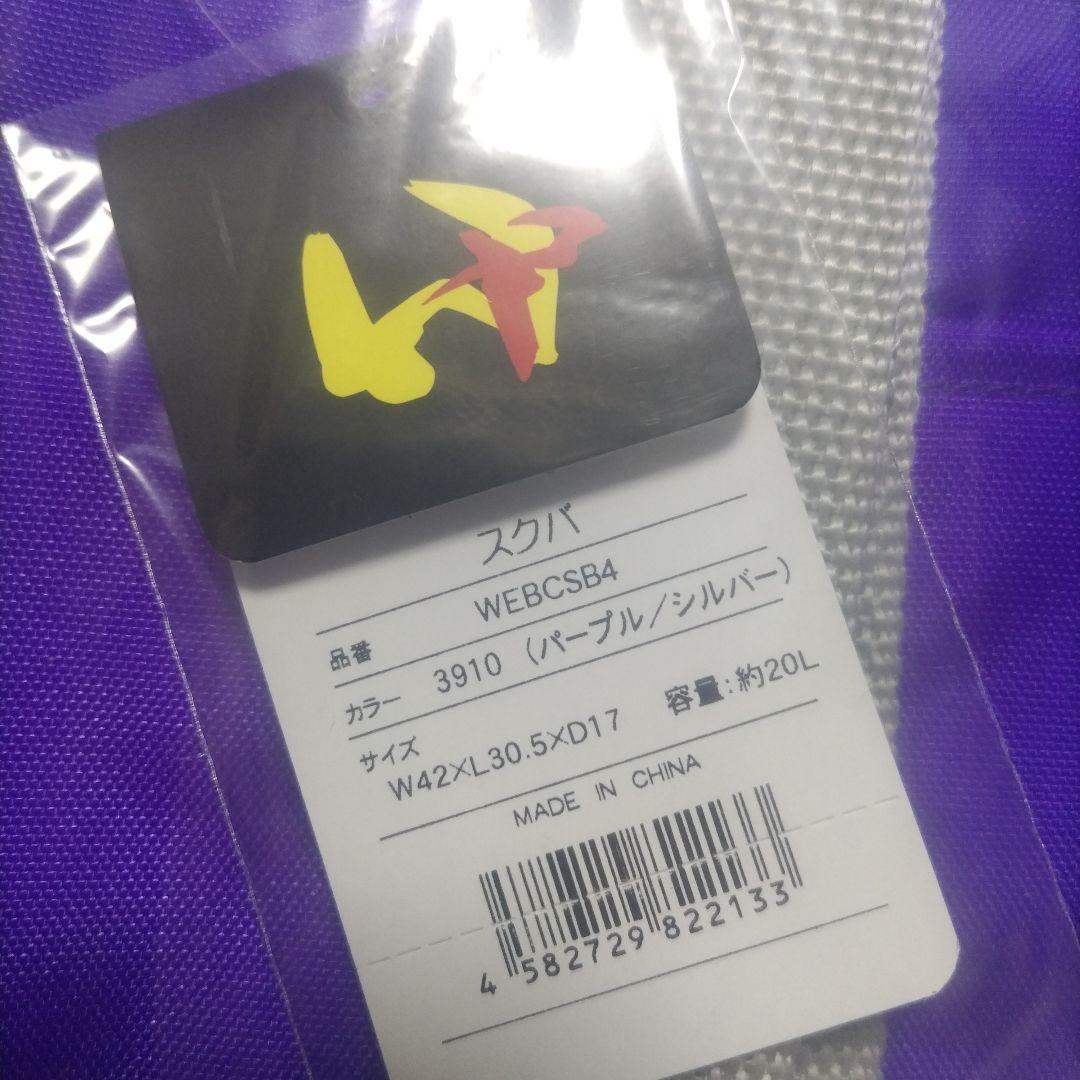 スクバ
品番 WEBCSB4
カラー 3910 (パープル/シルバー)
サイズ
W42×L30.5×D17 容量:約20L
MADE IN CHINA
4 582729 822133